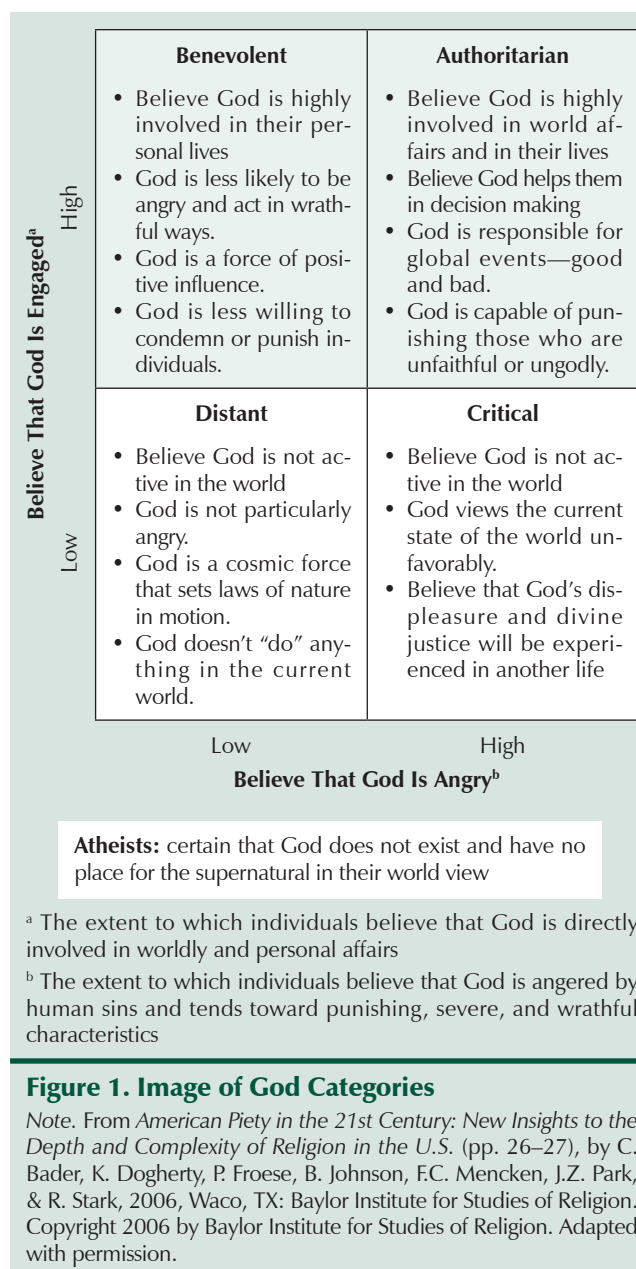 Benevolent
• Believe God is highly
involved in their per-
sonal lives
• God is less likely to be
angry and act in wrath-
ful ways.
• God is a force of posi-
tive influence.
• God is less willing to
condemn or punish in-
dividuals.
Authoritarian
• Believe God is highly
involved in world af-
fairs and in their lives
• Believe God helps them
in decision making
• God is responsible for
global events—good
and bad.
• God is capable of pun-
ishing those who are
unfaithful or ungodly.
Believe That God Is Engagedᵃ
High
Low
Distant
• Believe God is not ac-
tive in the world
• God is not particularly
angry.
• God is a cosmic force
that sets laws of nature
in motion.
• God doesn't “do” any-
thing in the current
world.
Critical
• Believe God is not ac-
tive in the world
• God views the current
state of the world un-
favorably.
• Believe that God's dis-
pleasure and divine
justice will be experi-
enced in another life
Low
High
Believe That God Is Angryᵇ
Atheists: certain that God does not exist and have no
place for the supernatural in their world view
ᵃ The extent to which individuals believe that God is directly
involved in worldly and personal affairs
ᵇ The extent to which individuals believe that God is angered by
human sins and tends toward punishing, severe, and wrathful
characteristics
Figure 1. Image of God Categories
Note. From American Piety in the 21st Century: New Insights to the
Depth and Complexity of Religion in the U.S. (pp. 26–27), by C.
Bader, K. Dogherty, P. Froese, B. Johnson, F.C. Mencken, J.Z. Park,
& R. Stark, 2006, Waco, TX: Baylor Institute for Studies of Religion.
Copyright 2006 by Baylor Institute for Studies of Religion. Adapted
with permission.